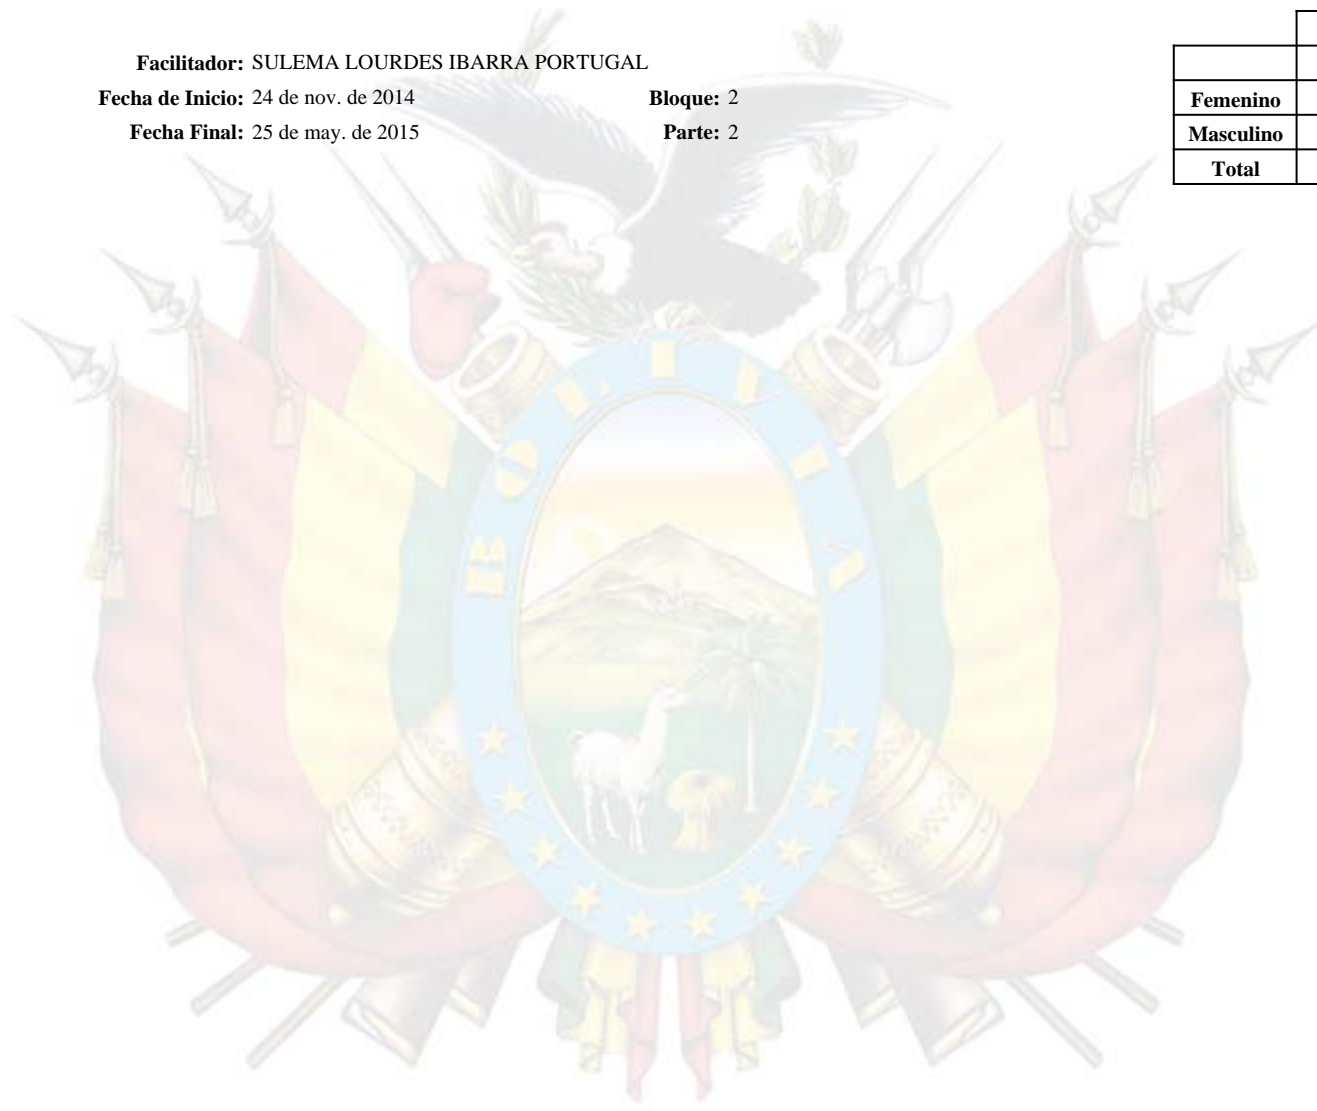 Facilitador: SULEMA LOURDES IBARRA PORTUGAL
Fecha de Inicio: 24 de nov. de 2014 Bloque: 2
Fecha Final: 25 de may. de 2015 Parte: 2
Femenino
Masculino
Total
BOLIVIA